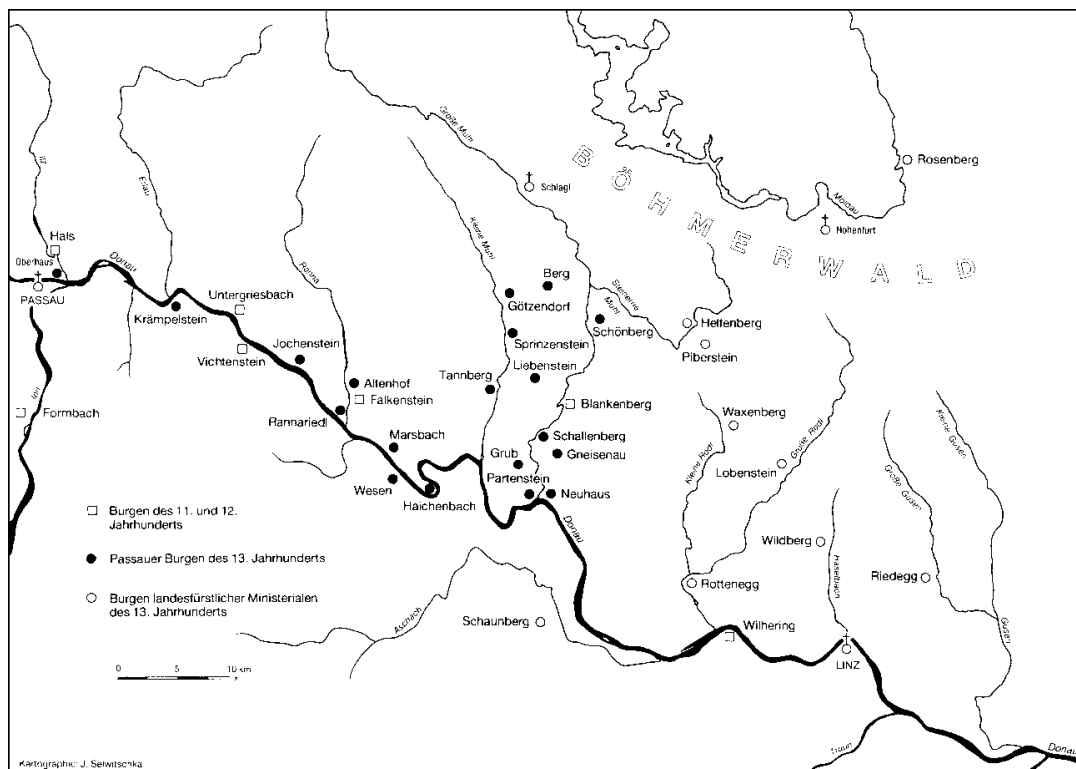 Große Mühl
BÖHMERWALD
Rosenberg
Schlägl
Moldau
Hohenfurt
Ilz
Erlau
Kleine Mühl
Ranna
Hals
Oberhaus
PASSAU
Donau
Krämpelstein
Untergriesbach
Vichtenstein
Jochenstein
Berg
Götzendorf
Steinerne
Mühl
Schönberg
Helfenberg
Piberstein
Sprinzenstein
Liebenstein
Tannberg
Altenhof
Falkenstein
Rannariedl
Blankenberg
Inn
Formbach
Marsbach
Wesen
Haichenbach
Schallenberg
Gneisenau
Grub
Partenstein
Neuhaus
Waxenberg
Lobenstein
Kleine Rodl
Große Rodl
Kleine Gusen
Große Gusen
Donau
Wildberg
Haselbach
Riedegg
Rottenegg
Gusen
Burgen des 11. und 12.
Jahrhunderts
Passauer Burgen des 13. Jahrhunderts
Burgen landesfürstlicher Ministerialen
des 13. Jahrhunderts
Aschach
Schaunberg
Wilhering
LINZ
0 5 10 km
Traun
Donau
Kartographie: J. Selwitschka